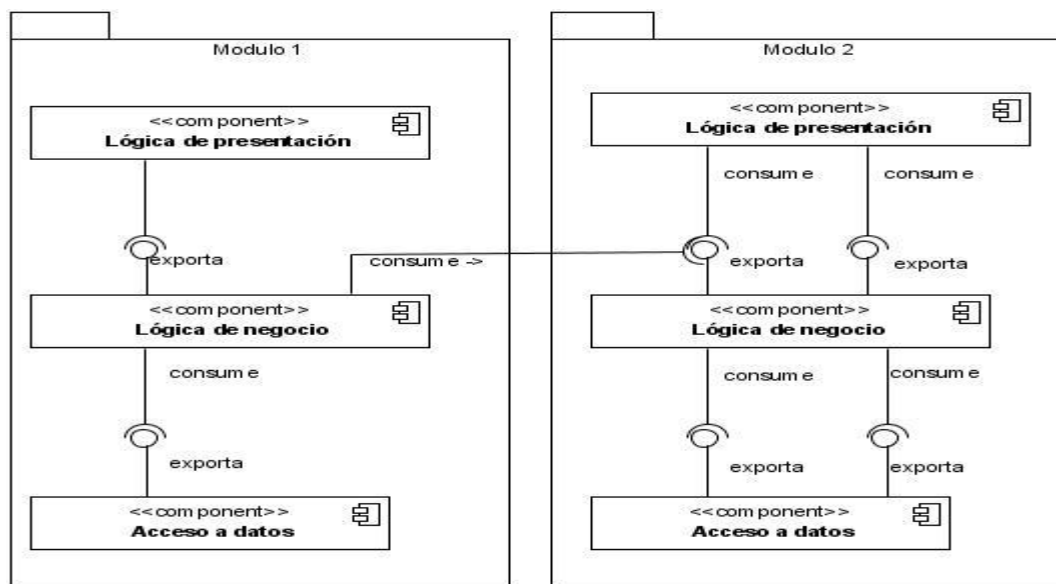 Modulo 1
<<component>>
Lógica de presentación
exporta
consume ->
<<component>>
Lógica de negocio
consume
exporta
<<component>>
Acceso a datos
Modulo 2
<<component>>
Lógica de presentación
consume
consume
exporta
exporta
<<component>>
Lógica de negocio
consume
consume
exporta
exporta
<<component>>
Acceso a datos